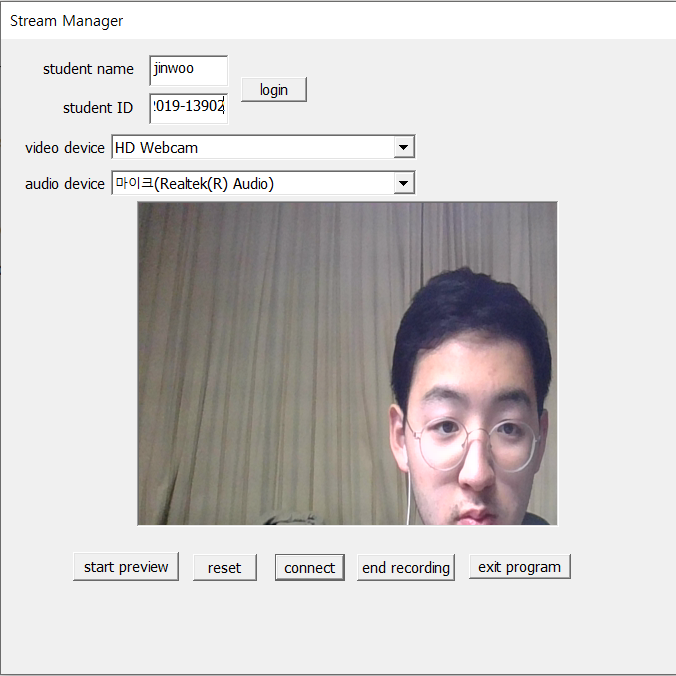 Stream Manager
student name jinwoo
login
student ID 2019-13902
video device HD Webcam
audio device 마이크(Realtek(R) Audio)
start preview reset connect end recording exit program